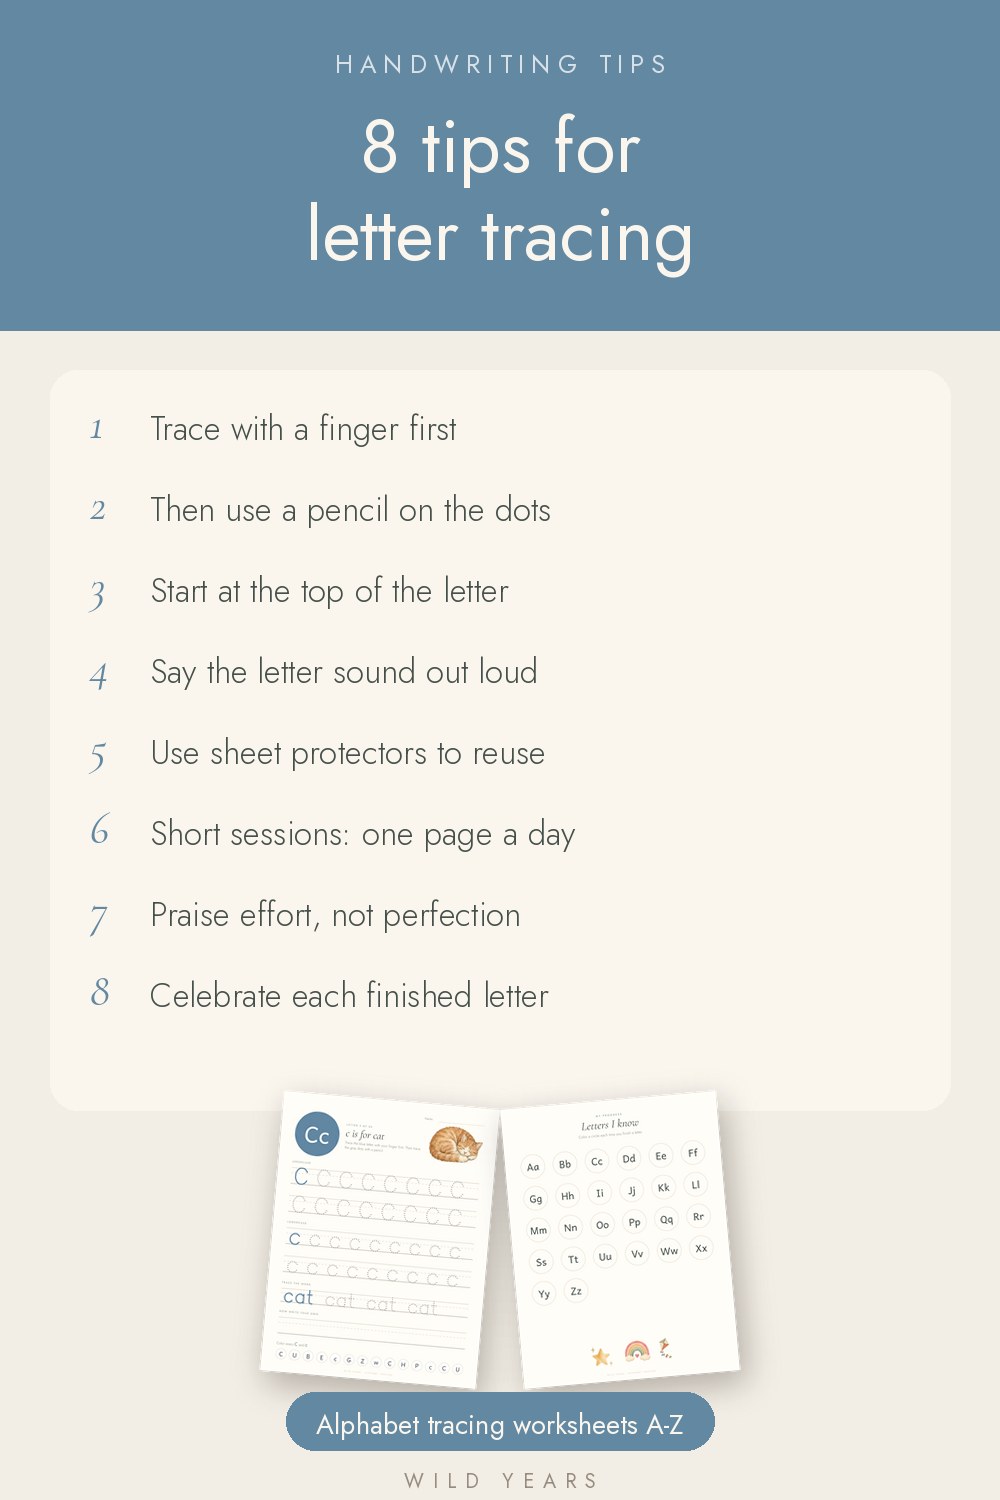 HANDWRITING TIPS
8 tips for
letter tracing
1 Trace with a finger first
2 Then use a pencil on the dots
3 Start at the top of the letter
4 Say the letter sound out loud
5 Use sheet protectors to reuse
6 Short sessions: one page a day
7 Praise effort, not perfection
8 Celebrate each finished letter
Cc
c is for cat
C C C C C C C C
C C C C C C C C
c c c c c c c c c
c c c c c c c c c
cat cat cat cat
C U B E c G Z w C H P c C U
Letters I know
Aa Bb Cc Dd Ee Ff
Gg Hh Ii Jj Kk Ll
Mm Nn Oo Pp Qq Rr
Ss Tt Uu Vv Ww Xx
Yy Zz
Alphabet tracing worksheets A-Z
WILD YEARS